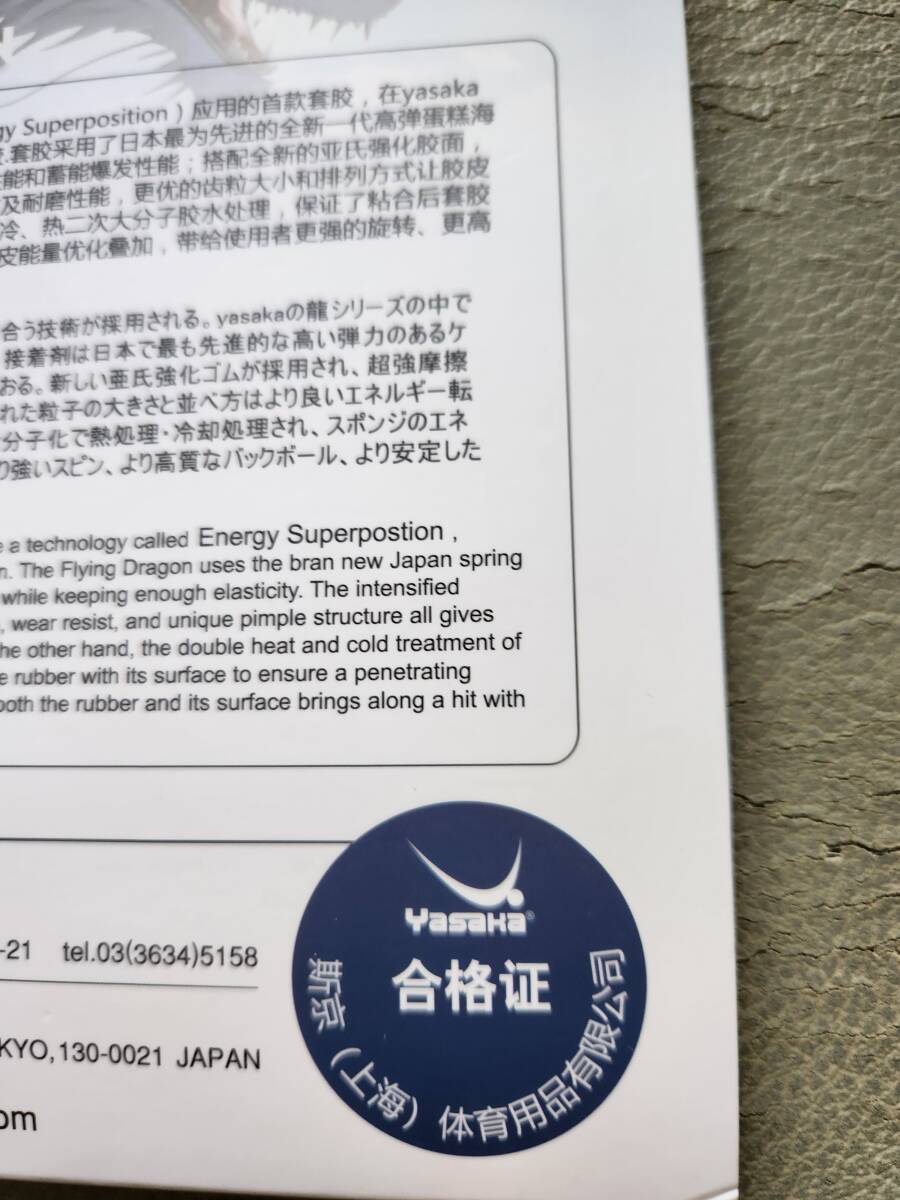 gy Superposition ) 应用的首款套胶，在yasaka
套胶采用了日本最为先进的全新一代高弹蛋糕海
能和蓄能爆发性能；搭配全新的亚氏强化胶面，
及耐磨性能，更优的齿粒大小和排列方式让胶皮
冷、热二次大分子胶水处理，保证了粘合后套胶
皮能量优化叠加，带给使用者更强的旋转、更高
合う技術が採用される。yasakaの龍シリーズの中で
接着剤は日本で最も先進的な高い弾力のあるケ
おる。新しい亜氏強化ゴムが採用され、超強摩擦
れた粒子の大きさと並べ方はより良いエネルギー転
分子化で熱処理・冷却処理され、スポンジのエネ
り強いスピン、より高質なバックボール、より安定した
e a technology called Energy Superpostion ,
n. The Flying Dragon uses the bran new Japan spring
while keeping enough elasticity. The intensified
, wear resist, and unique pimple structure all gives
he other hand, the double heat and cold treatment of
e rubber with its surface to ensure a penetrating
both the rubber and its surface brings along a hit with
-21 tel.03(3634)5158
KYO,130-0021 JAPAN
om
Yasaka®
合格证
斯京（上海）体育用品有限公司